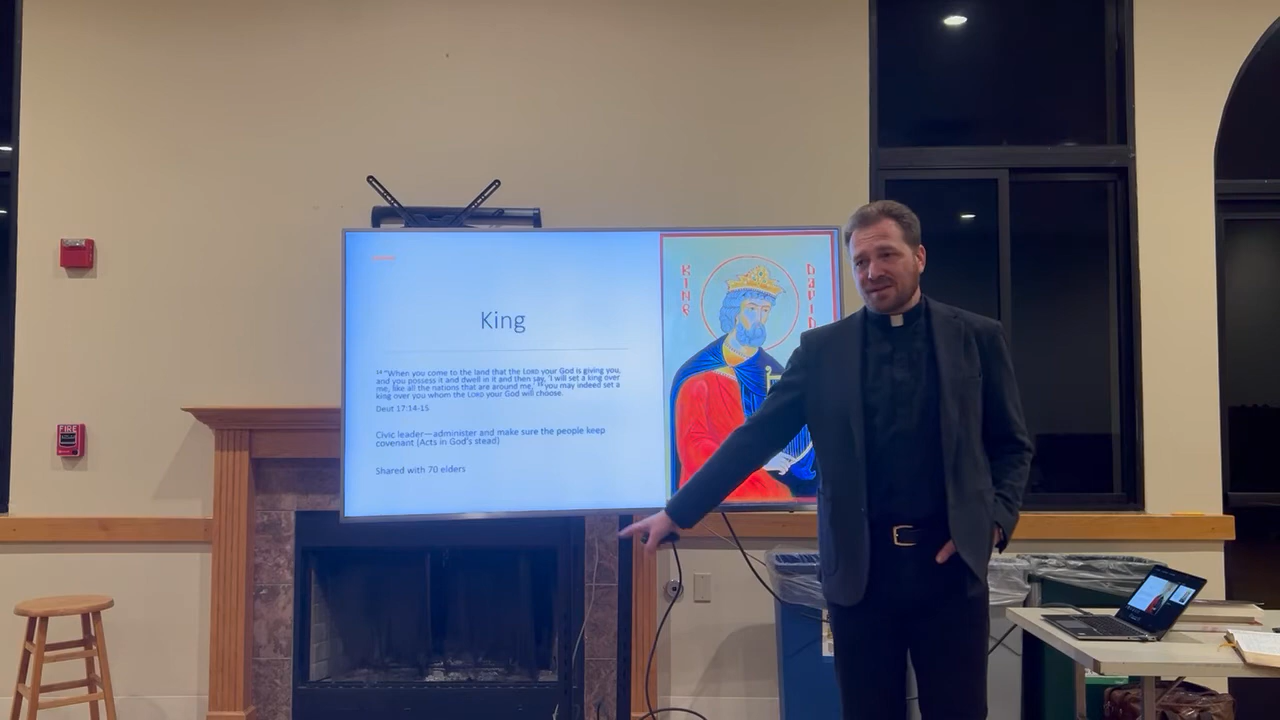 FIRE
FIRE
King
14 "When you come to the land that the LORD your God is giving you,
and you possess it and dwell in it and then say, 'I will set a king over
me, like all the nations that are around me,' 15 you may indeed set a
king over you whom the LORD your God will choose.
Deut 17:14-15
Civic leader—administer and make sure the people keep
covenant (Acts in God's stead)
Shared with 70 elders
KING
DAVID